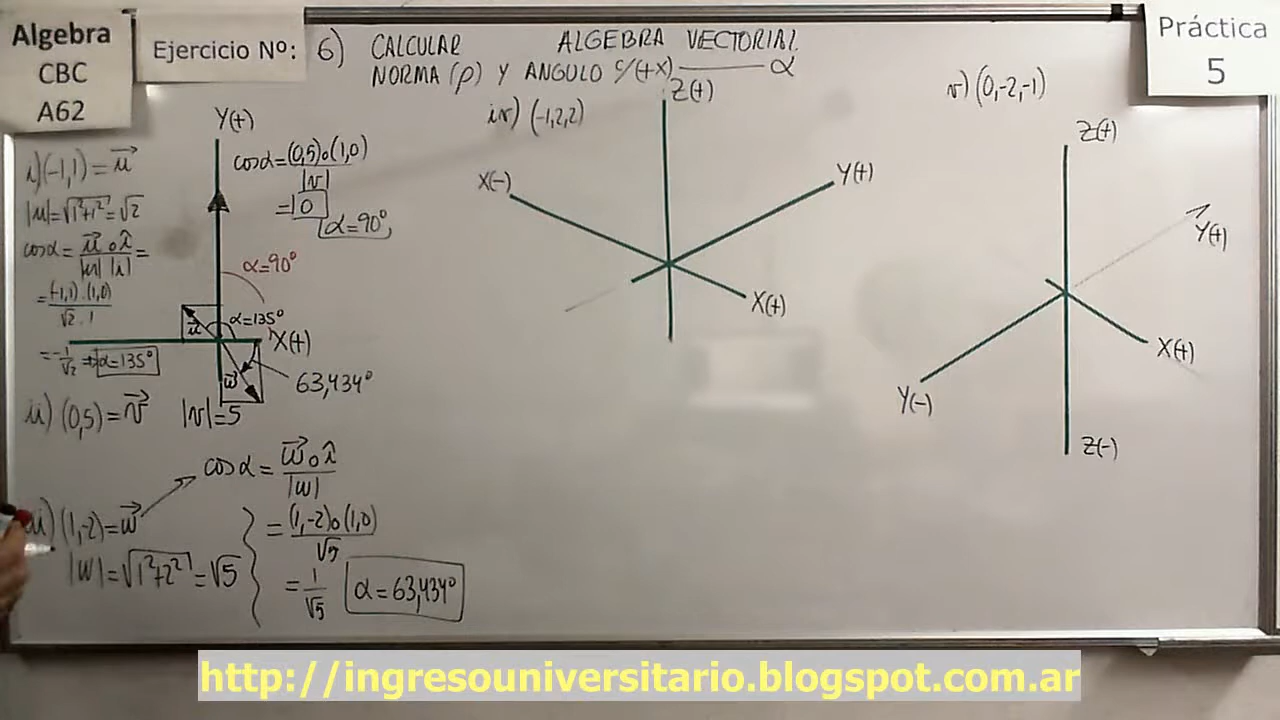 Algebra
CBC
A62
Ejercicio Nº:
6) CALCULAR ALGEBRA VECTORIAL
NORMA (ρ) Y ANGULO c/(+x) α
Práctica
5
i) (-1,1) = u⃗
|u| = √(1²+1²) = √2
cos α = u⃗ o î / |u| |i| =
= (-1,1) . (1,0) / √2 . 1
= -1/√2 ⇒ α = 135°
ii) (0,5) = v⃗
|v| = 5
Y(+)
cos α = (0,5) o (1,0) / |v|
= 0
α = 90°
α = 90°
α = 135°
u⃗
X(+)
w⃗
63,434°
iii) (1,-2) = w⃗
|w| = √(1²+2²) = √5
cos α = w⃗ o î / |w|
= (1,-2) o (1,0) / √5
= 1/√5
α = 63,434°
iv) (-1,2,2)
Z(+)
X(-)
Y(+)
X(+)
v) (0,-2,-1)
Z(+)
Y(+)
X(+)
Y(-)
Z(-)
http://ingresouniversitario.blogspot.com.ar